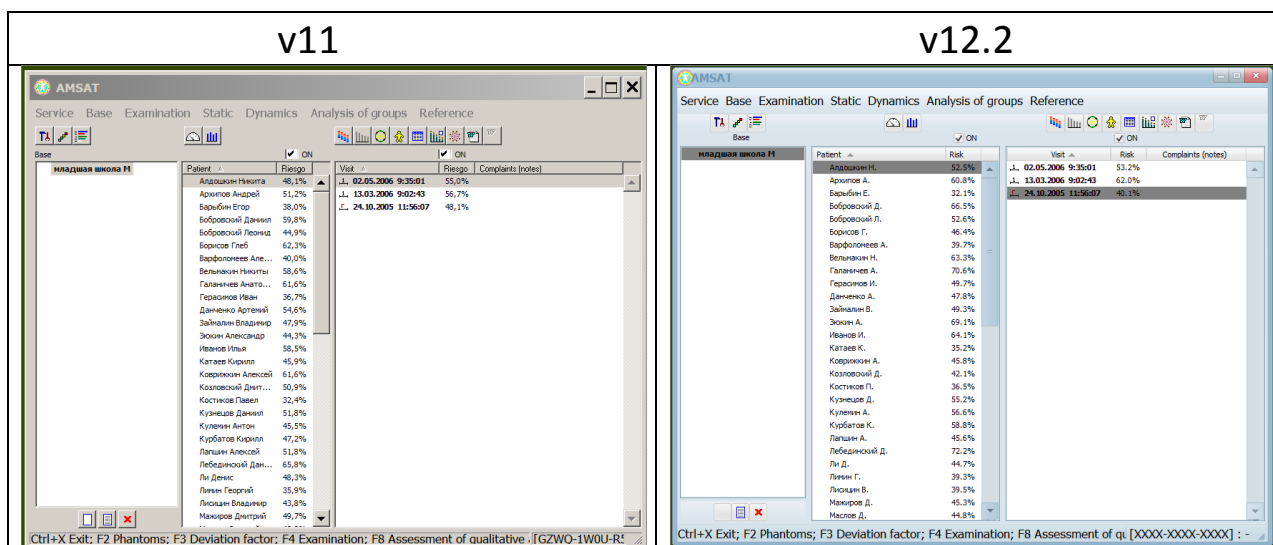 v11
v12.2
AMSAT
Service Base Examination Static Dynamics Analysis of groups Reference
Base
ON
ON
младшая школа М
Patient Riesgo
Алдошкин Никита 48,1%
Архипов Андрей 51,2%
Барыбин Егор 38,0%
Бобровский Даниил 59,8%
Бобровский Леонид 44,9%
Борисов Глеб 62,3%
Варфоломеев Але... 40,0%
Вельмакин Никиты 58,6%
Галаничев Анато... 61,6%
Герасимов Иван 36,7%
Данченко Артемий 54,6%
Займалин Владимир 47,9%
Зюкин Александр 44,3%
Иванов Илья 58,5%
Катаев Кирилл 45,9%
Коврижкин Алексей 61,6%
Козловский Дмит... 50,9%
Костиков Павел 32,4%
Кузнецов Даниил 51,8%
Кулемин Антон 45,5%
Курбатов Кирилл 47,2%
Лапшин Алексей 51,8%
Лебединский Дан... 65,8%
Ли Денис 48,3%
Лимин Георгий 35,9%
Лисицин Владимир 43,8%
Мажиров Дмитрий 49,7%
Visit Riesgo Complaints (notes)
02.05.2006 9:35:01 55,0%
13.03.2006 9:02:43 56,7%
24.10.2005 11:56:07 48,1%
Ctrl+X Exit; F2 Phantoms; F3 Deviation factor; F4 Examination; F8 Assessment of qualitative
AMSAT
Service Base Examination Static Dynamics Analysis of groups Reference
Base
ON
ON
младшая школа М
Patient Risk
Алдошкин Н. 52.5%
Архипов А. 60.8%
Барыбин Е. 32.1%
Бобровский Д. 66.5%
Бобровский Л. 52.6%
Борисов Г. 46.4%
Варфоломеев А. 39.7%
Вельмакин Н. 63.3%
Галаничев А. 70.6%
Герасимов И. 49.7%
Данченко А. 47.8%
Займалин В. 49.3%
Зюкин А. 69.1%
Иванов И. 64.1%
Катаев К. 35.2%
Коврижкин А. 45.8%
Козловский Д. 42.1%
Костиков П. 36.5%
Кузнецов Д. 55.2%
Кулемин А. 56.6%
Курбатов К. 58.8%
Лапшин А. 45.6%
Лебединский Д. 72.2%
Ли Д. 44.7%
Лимин Г. 39.3%
Лисицин В. 39.5%
Мажиров Д. 45.3%
Маслов Д. 44.8%
Visit Risk Complaints (notes)
02.05.2006 9:35:01 53.2%
13.03.2006 9:02:43 62.0%
24.10.2005 11:56:07 40.1%
Ctrl+X Exit; F2 Phantoms; F3 Deviation factor; F4 Examination; F8 Assessment of [XXXX-XXXX-XXXX] : -